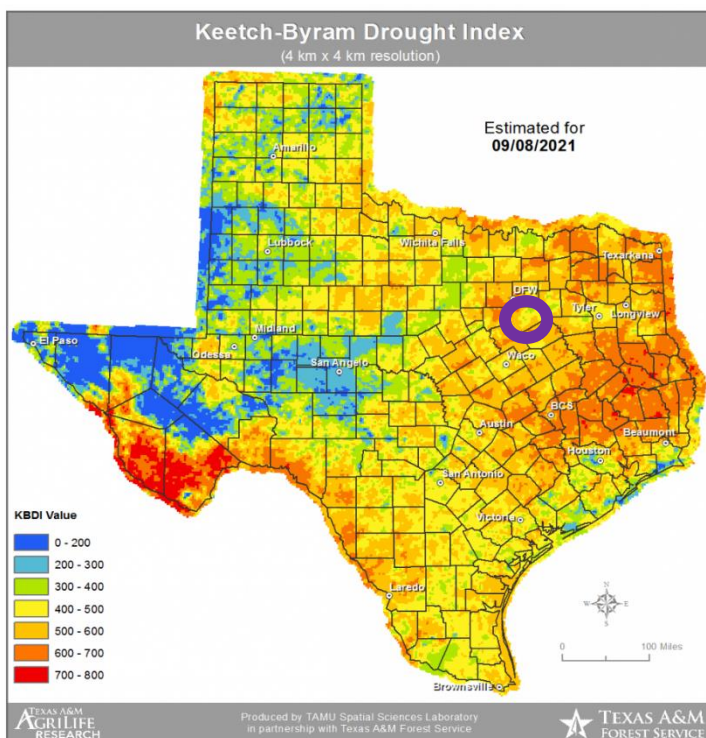 Keetch-Byram Drought Index
(4 km x 4 km resolution)
Estimated for
09/08/2021
Amarillo
Lubbock
Wichita Falls
Texarkana
DFW
Tyler
Longview
El Paso
Midland
Odessa
San Angelo
Waco
BCS
Austin
Beaumont
Houston
San Antonio
Victoria
Laredo
Brownsville
KBDI Value
0 - 200
200 - 300
300 - 400
400 - 500
500 - 600
600 - 700
700 - 800
N
W E
S
0 100 Miles
TEXAS A&M
AGRILIFE
RESEARCH
Produced by TAMU Spatial Sciences Laboratory
in partnership with Texas A&M Forest Service
TEXAS A&M
FOREST SERVICE